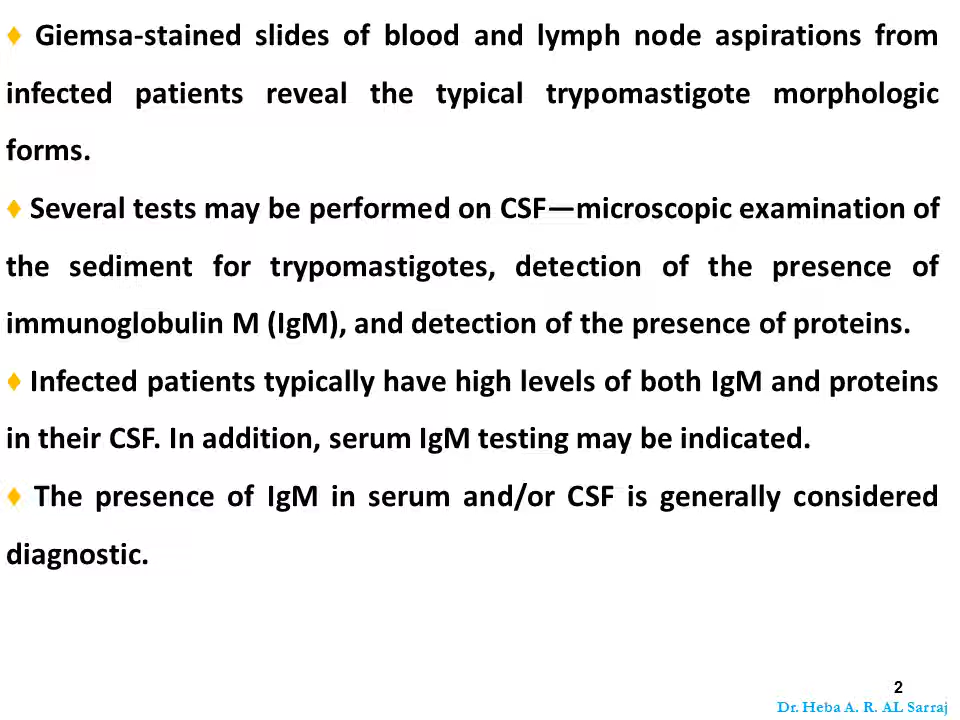 ♦ Giemsa-stained slides of blood and lymph node aspirations from
infected patients reveal the typical trypomastigote morphologic
forms.
♦ Several tests may be performed on CSF—microscopic examination of
the sediment for trypomastigotes, detection of the presence of
immunoglobulin M (IgM), and detection of the presence of proteins.
♦ Infected patients typically have high levels of both IgM and proteins
in their CSF. In addition, serum IgM testing may be indicated.
♦ The presence of IgM in serum and/or CSF is generally considered
diagnostic.
2
Dr. Heba A. R. AL Sarraj